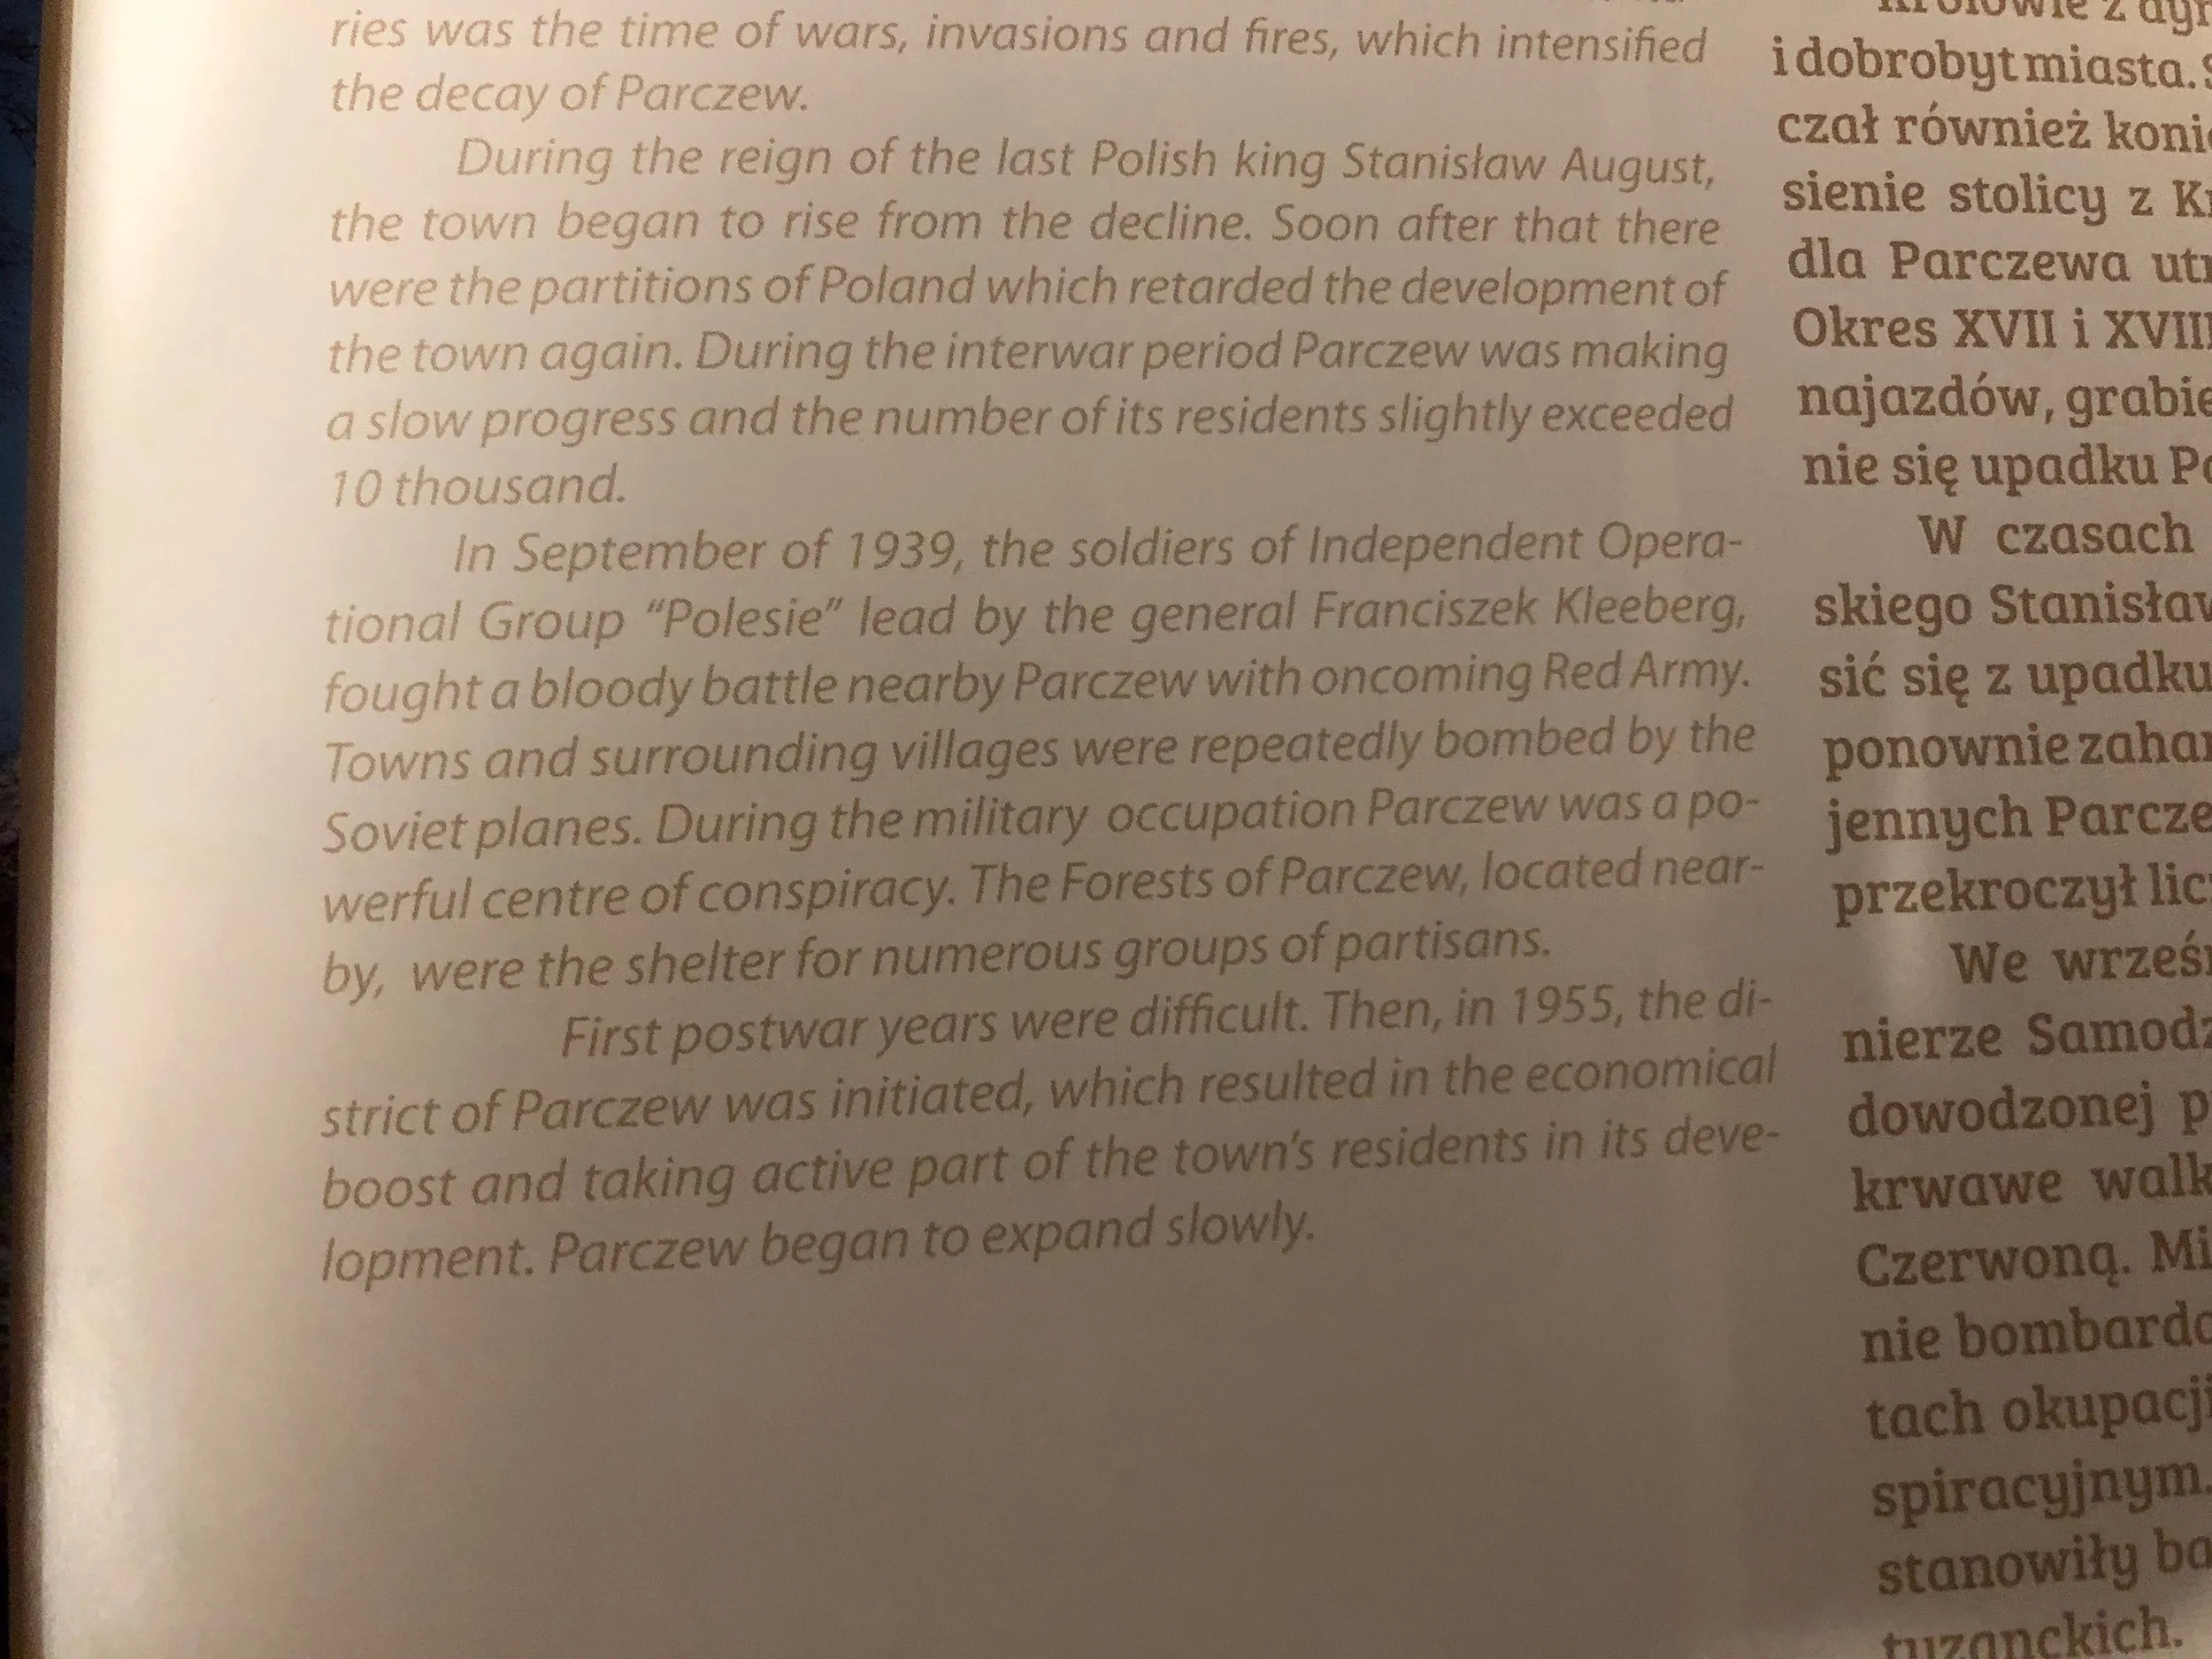 ries was the time of wars, invasions and fires, which intensified
the decay of Parczew.
During the reign of the last Polish king Stanisław August,
the town began to rise from the decline. Soon after that there
were the partitions of Poland which retarded the development of
the town again. During the interwar period Parczew was making
a slow progress and the number of its residents slightly exceeded
10 thousand.
In September of 1939, the soldiers of Independent Opera-
tional Group “Polesie” lead by the general Franciszek Kleeberg,
fought a bloody battle nearby Parczew with oncoming Red Army.
Towns and surrounding villages were repeatedly bombed by the
Soviet planes. During the military occupation Parczew was a po-
werful centre of conspiracy. The Forests of Parczew, located near-
by, were the shelter for numerous groups of partisans.
First postwar years were difficult. Then, in 1955, the di-
strict of Parczew was initiated, which resulted in the economical
boost and taking active part of the town’s residents in its deve-
lopment. Parczew began to expand slowly.
i dobrobyt miasta.
czał również
sienie stolicy z
dla Parczewa
Okres XVII i XVIII
najazdów,
nie się upadku
W czasach
skiego
sić się z upadku
ponownie
jennych
przekroczył
We
nierze
dowodzonej
krwawe
Czerwoną.
nie
tach okupacji
spiracyjnym.
stanowiły
tyzanckich.